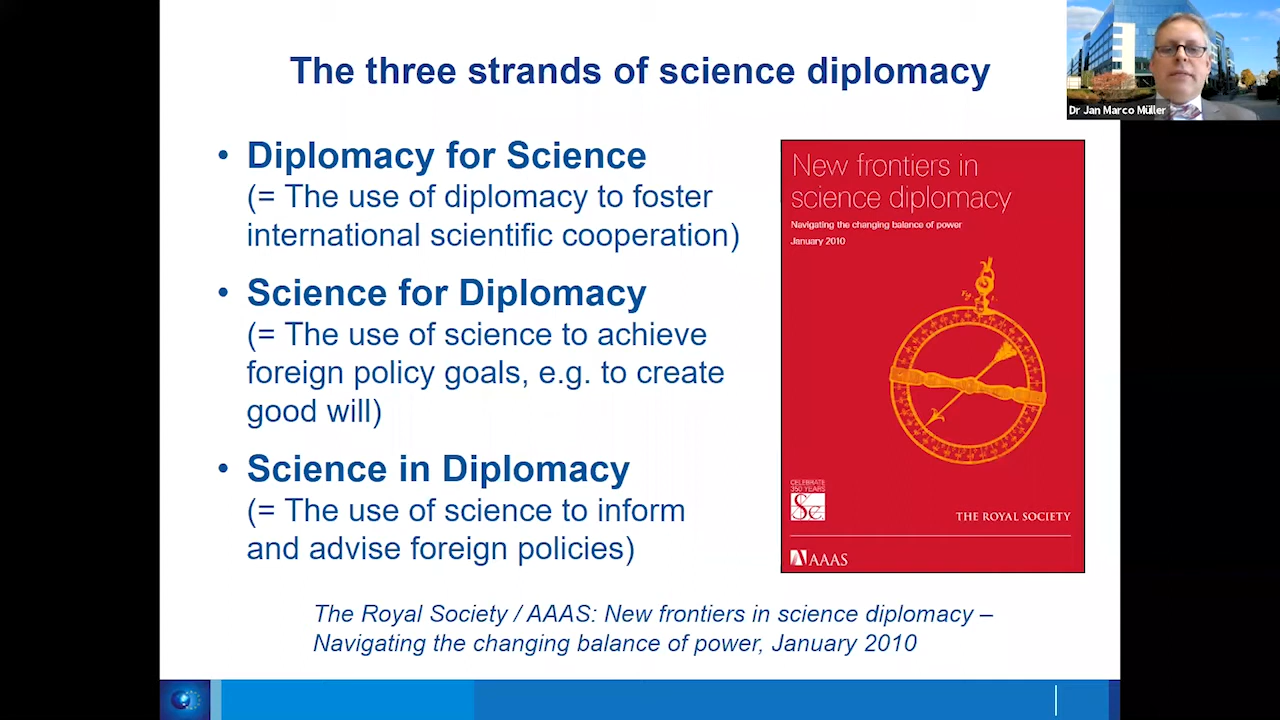 The three strands of science diplomacy
Dr Jan Marco Müller
• Diplomacy for Science
(= The use of diplomacy to foster
international scientific cooperation)
• Science for Diplomacy
(= The use of science to achieve
foreign policy goals, e.g. to create
good will)
• Science in Diplomacy
(= The use of science to inform
and advise foreign policies)
New frontiers in
science diplomacy
Navigating the changing balance of power
January 2010
Fy
CELEBRATE
350 YEARS
THE ROYAL SOCIETY
AAAS
The Royal Society / AAAS: New frontiers in science diplomacy –
Navigating the changing balance of power, January 2010